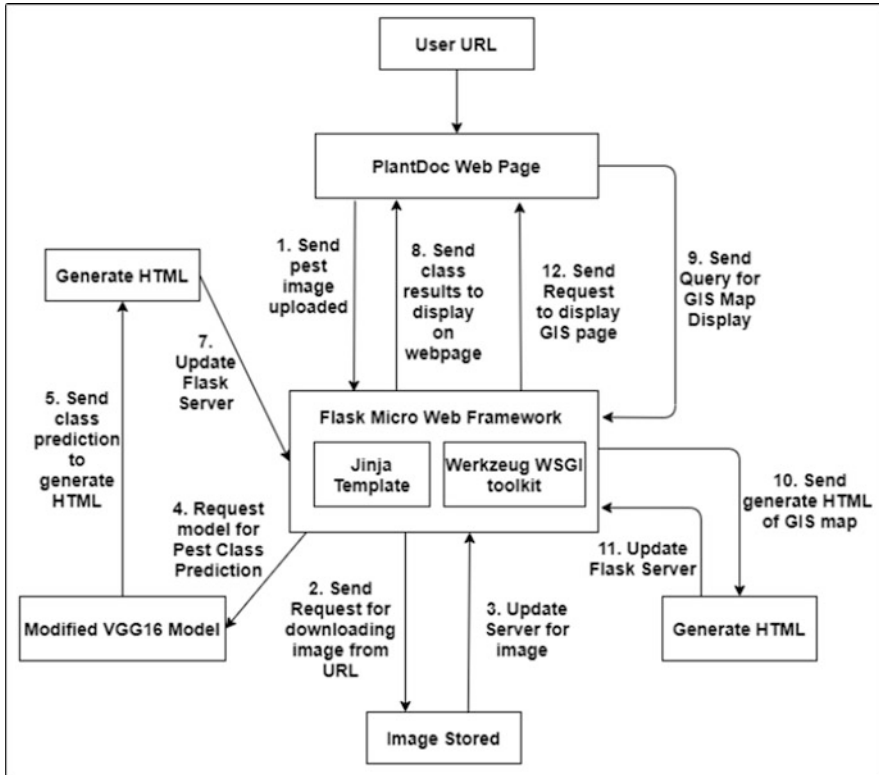 User URL
PlantDoc Web Page
1. Send
pest
image
uploaded
8. Send
class
results to
display
on
webpage
12. Send
Request
to display
GIS page
9. Send
Query for
GIS Map
Display
Generate HTML
7.
Update
Flask
Server
5. Send
class
prediction
to
generate
HTML
Flask Micro Web Framework
Jinja
Template
Werkzeug WSGI
toolkit
4. Request
model for
Pest Class
Prediction
10. Send
generate HTML
of GIS map
11. Update
Flask Server
2. Send
Request for
downloading
image from
URL
3. Update
Server for
image
Modified VGG16 Model
Generate HTML
Image Stored